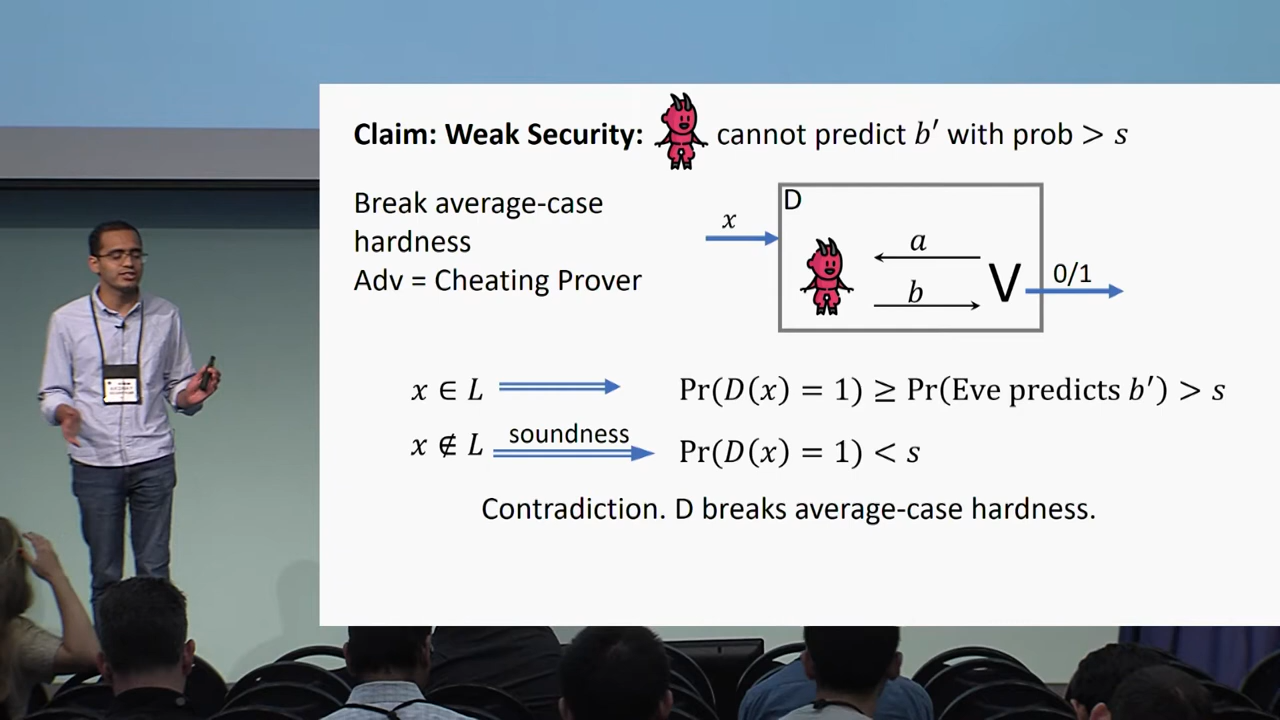 Claim: Weak Security: cannot predict b′ with prob > s
Break average-case
hardness
Adv = Cheating Prover
x
D
a
b
V
0/1
x ∈ L
Pr(D(x) = 1) ≥ Pr(Eve predicts b′) > s
x ∉ L
soundness
Pr(D(x) = 1) < s
Contradiction. D breaks average-case hardness.